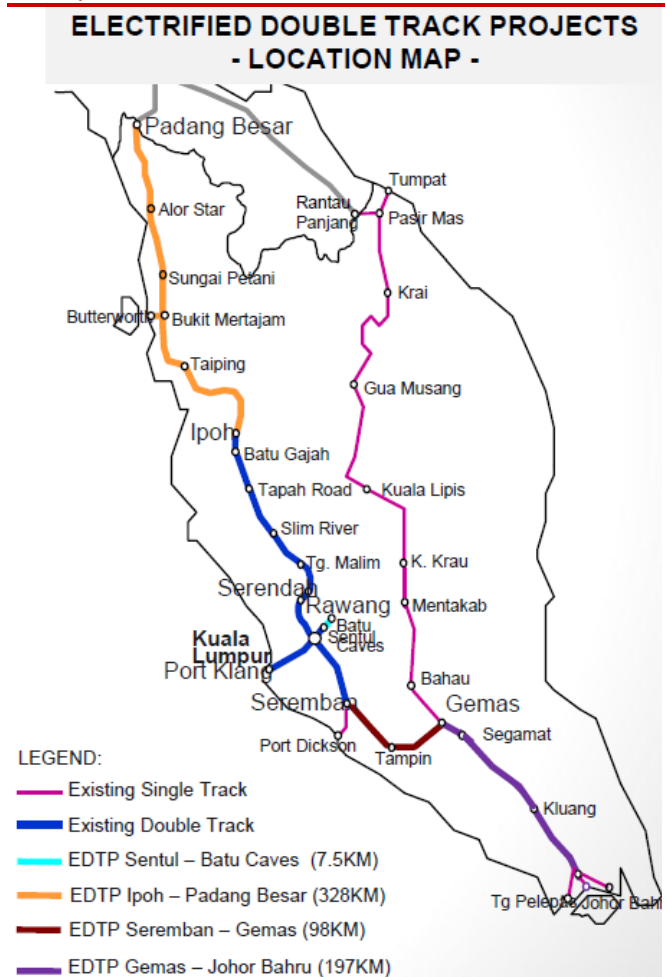 ELECTRIFIED DOUBLE TRACK PROJECTS
- LOCATION MAP -
Padang Besar
Tumpat
Rantau
Panjang
Pasir Mas
Alor Star
Sungai Petani
Krai
Butterworth
Bukit Mertajam
Taiping
Gua Musang
Ipoh
Batu Gajah
Tapah Road
Kuala Lipis
Slim River
Tg. Malim
K. Krau
Serendah
Rawang
Mentakab
Batu
Caves
Sentul
Kuala
Lumpur
Port Klang
Bahau
Seremban
Gemas
Segamat
Port Dickson
Tampin
Kluang
Tg Pelepas
Johor Bah
LEGEND:
Existing Single Track
Existing Double Track
EDTP Sentul – Batu Caves (7.5KM)
EDTP Ipoh – Padang Besar (328KM)
EDTP Seremban – Gemas (98KM)
EDTP Gemas – Johor Bahru (197KM)